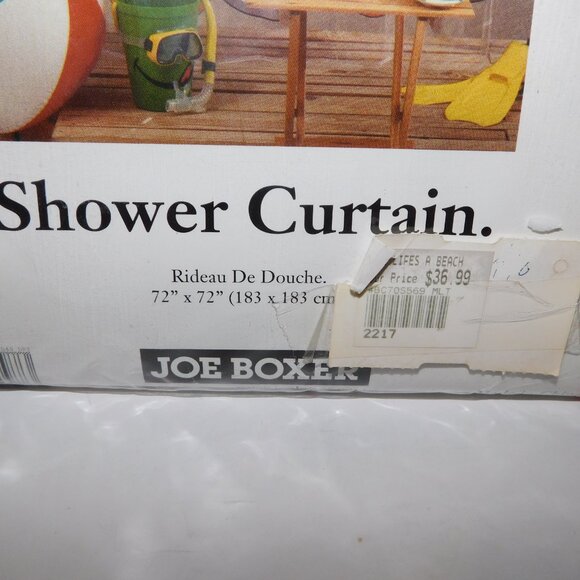 Shower Curtain.
Rideau De Douche.
72” x 72” (183 x 183 cm
JOE BOXER
LIFES A BEACH
Price $36.99
2217